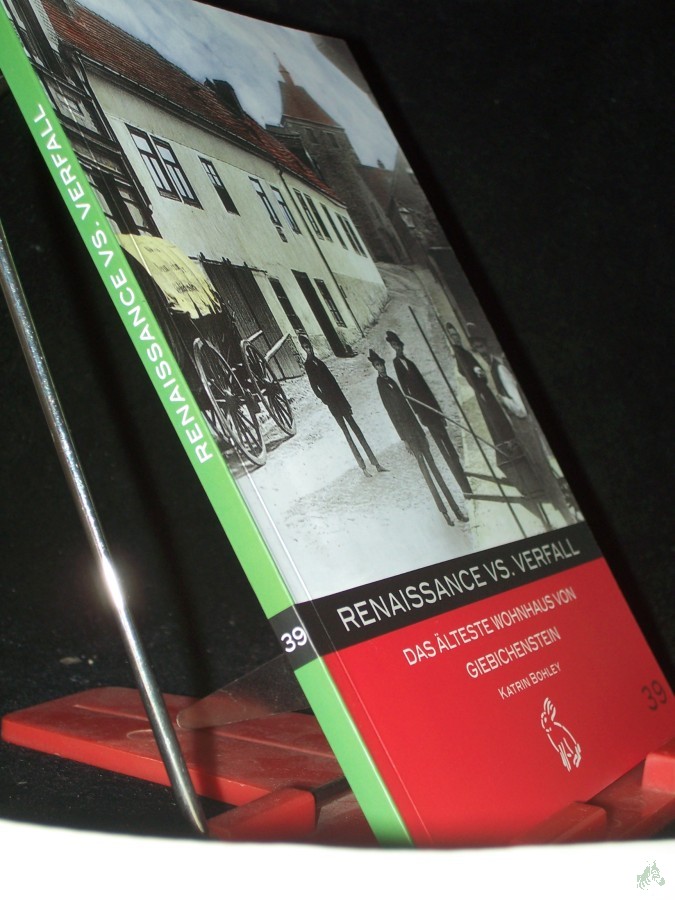 RENAISSANCE VS. VERFALL
39
RENAISSANCE VS. VERFALL
DAS ÄLTESTE WOHNHAUS VON
GIEBICHENSTEIN
KATRIN BOHLEY
39